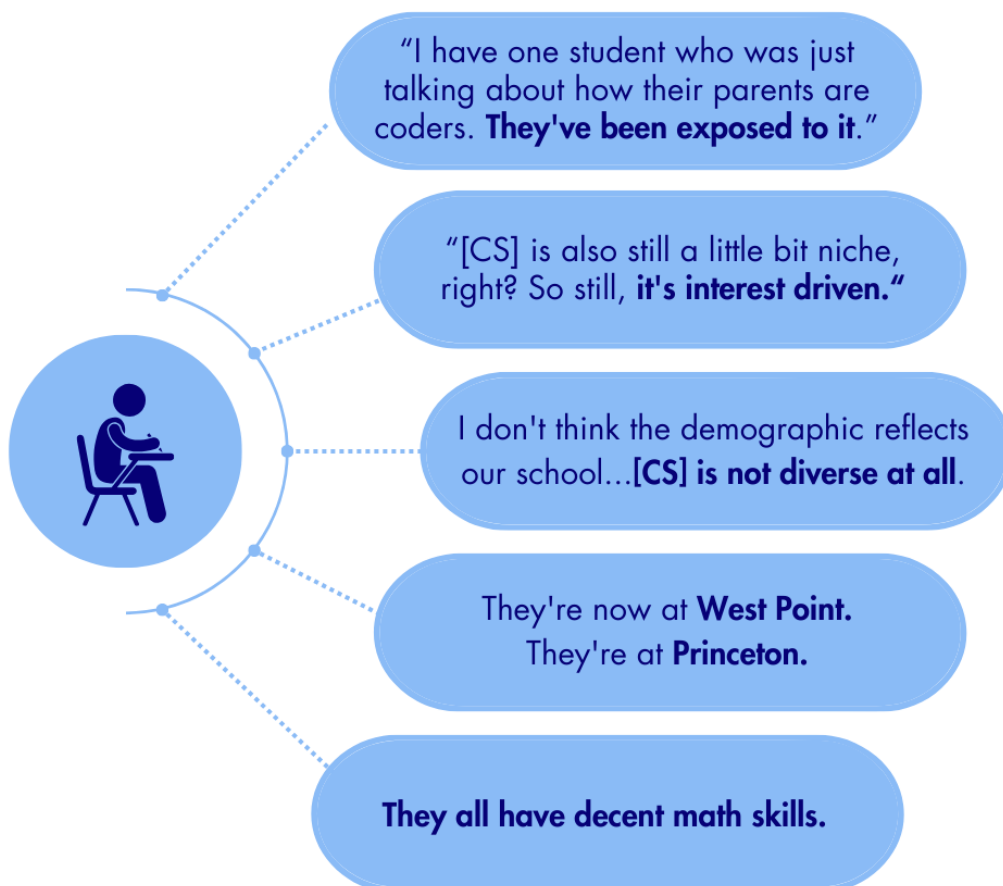 “I have one student who was just
talking about how their parents are
coders. They've been exposed to it.”
“[CS] is also still a little bit niche,
right? So still, it's interest driven.“
I don't think the demographic reflects
our school...[CS] is not diverse at all.
They're now at West Point.
They're at Princeton.
They all have decent math skills.